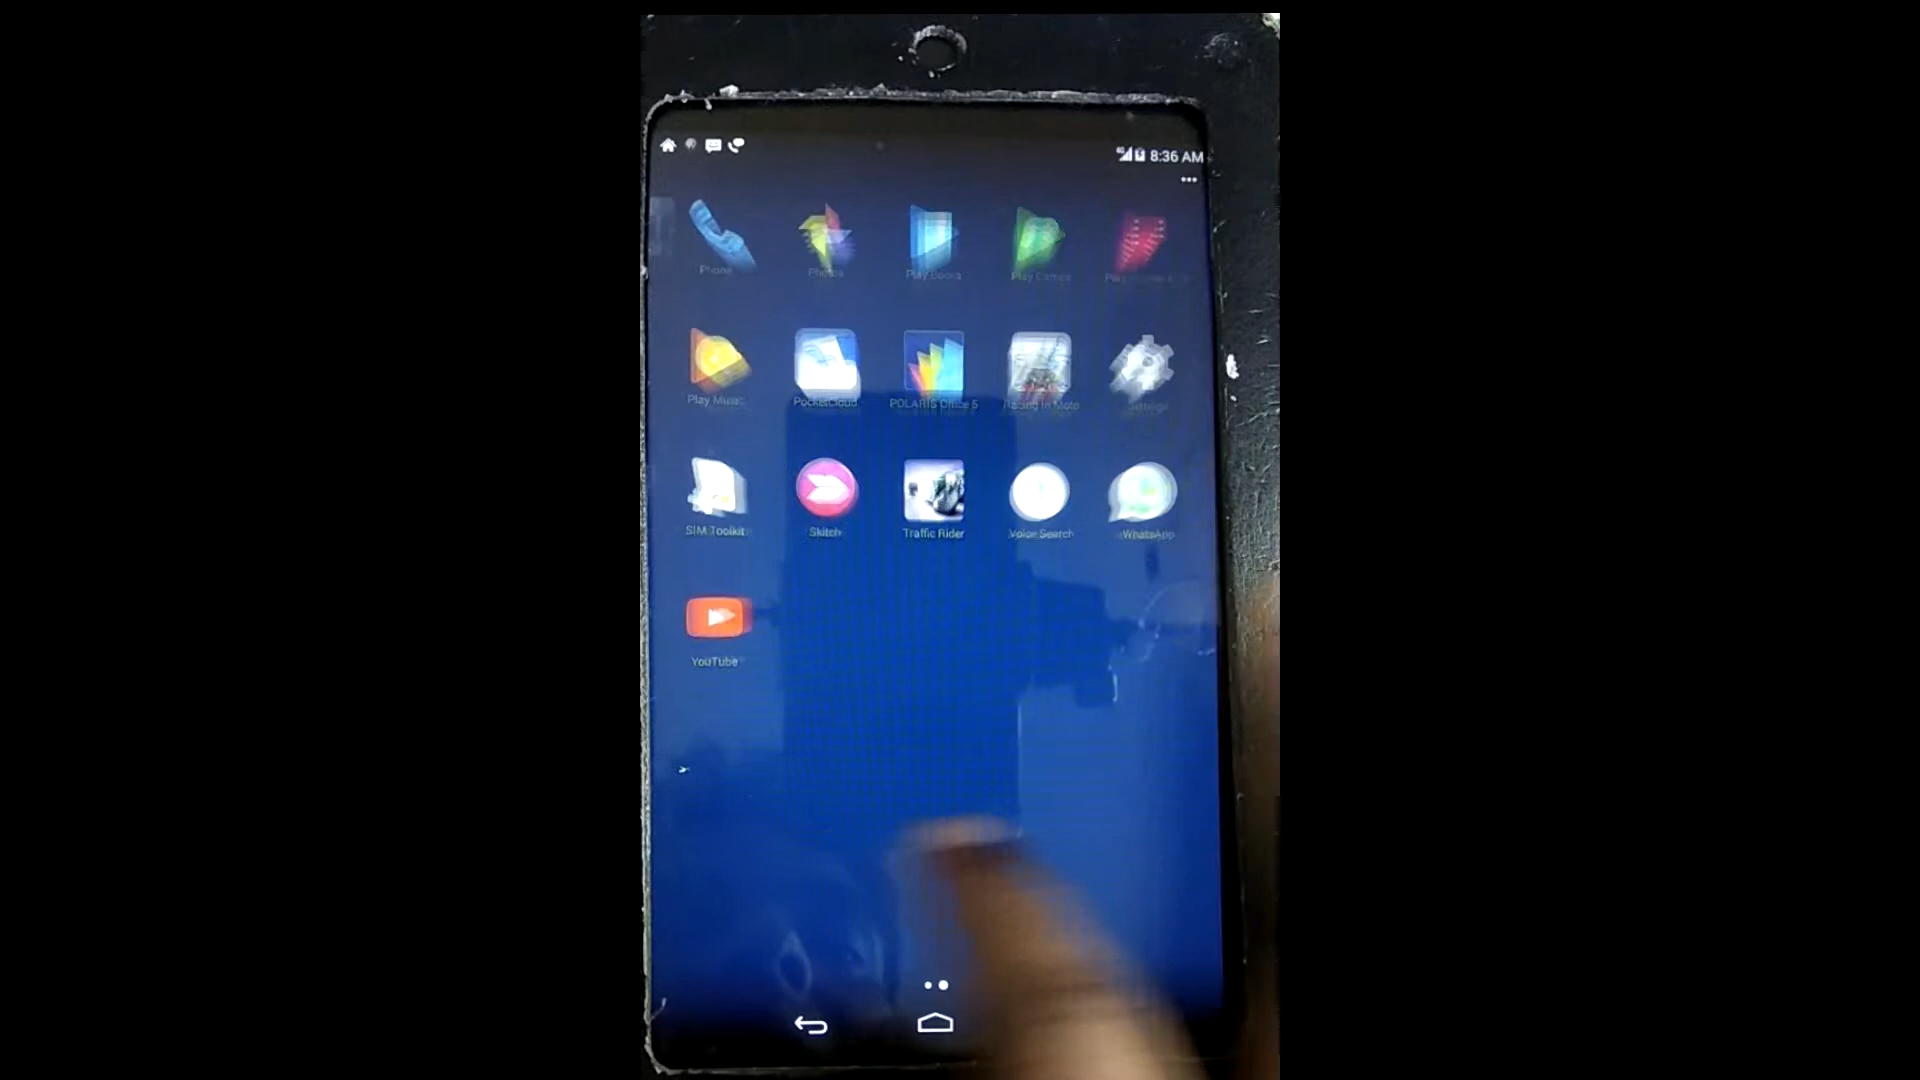 4G 8:36 AM
Phone Photos Play Books Play Games
Play Music PocketCloud POLARIS Office 5 Racing in Moto Settings
SIM Toolkit Skitch Traffic Rider Voice Search WhatsApp
YouTube